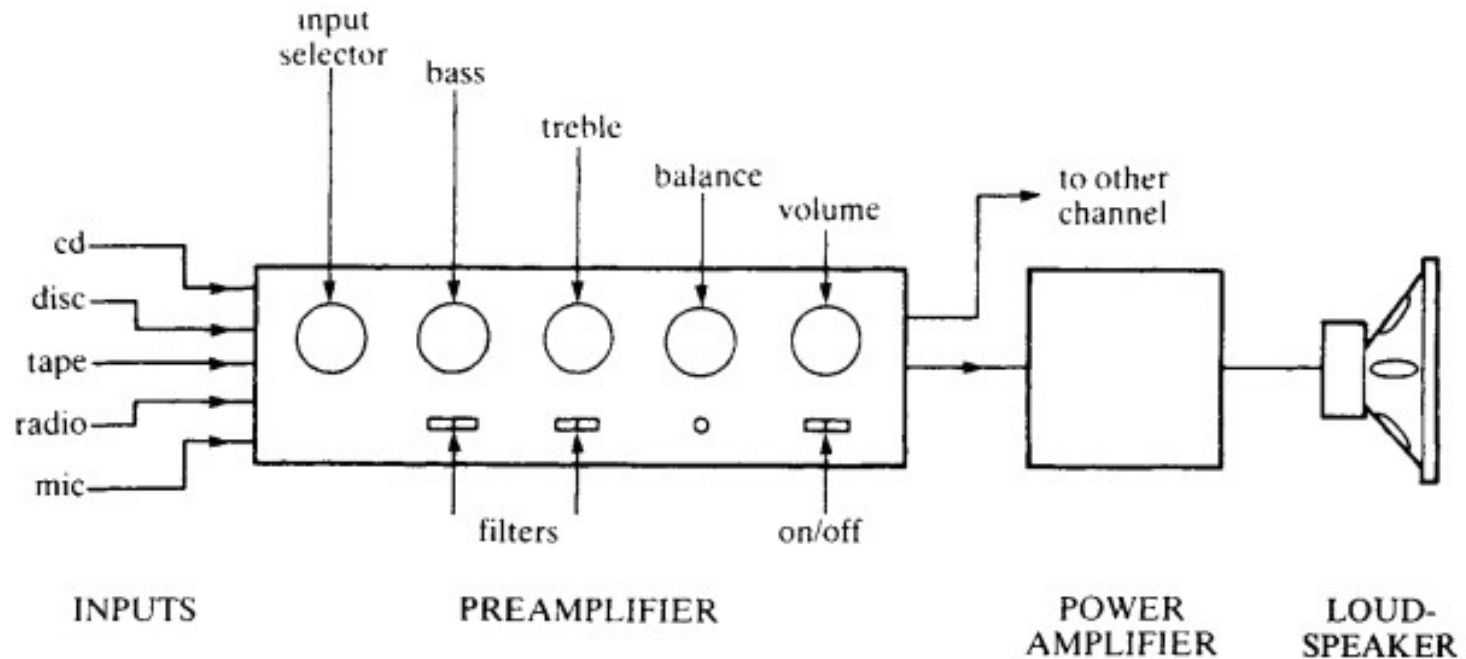 input
selector
bass
treble
balance
volume
to other
channel
cd
disc
tape
radio
mic
filters
on/off
INPUTS
PREAMPLIFIER
POWER
AMPLIFIER
LOUD-
SPEAKER